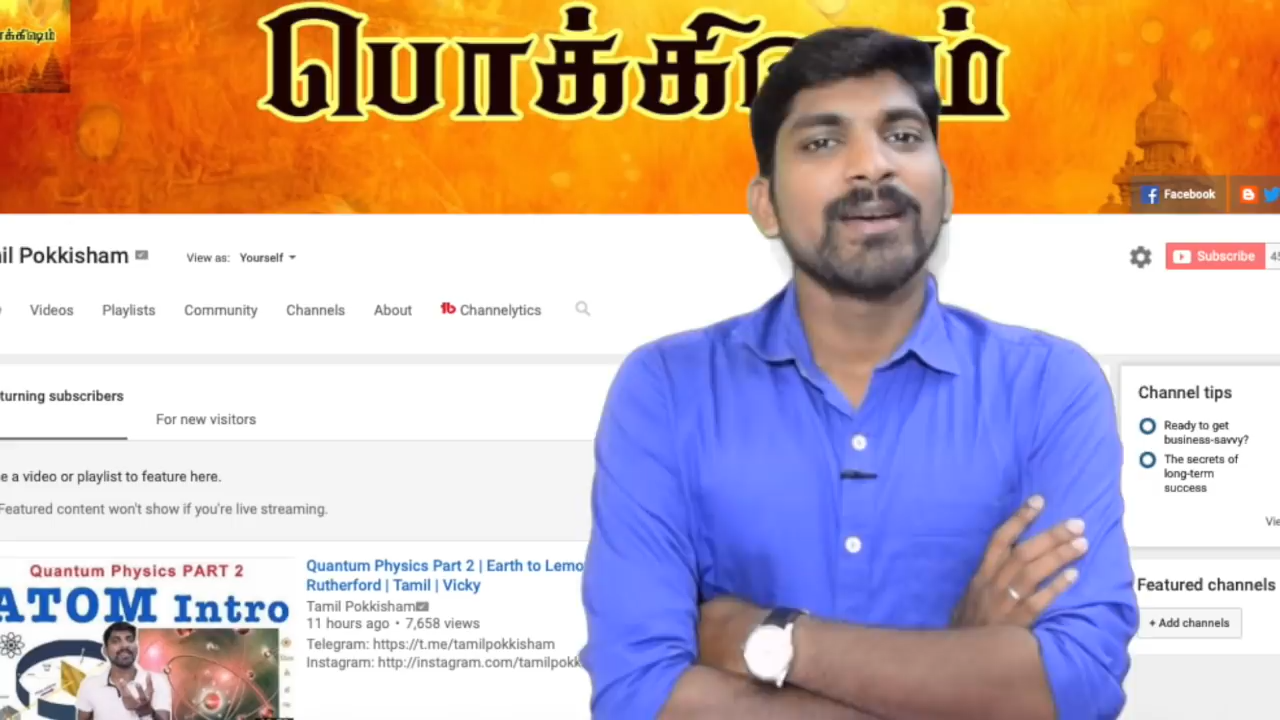 பொக்கிஷம்
Facebook
Pokkisham
View as: Yourself
Subscribe
Videos Playlists Community Channels About Channelytics
subscribers
For new visitors
Channel tips
Ready to get
business-savvy?
The secrets of
long-term
success
a video or playlist to feature here.
Featured content won't show if you're live streaming.
Quantum Physics PART 2
ATOM Intro
Quantum Physics Part 2 | Earth to
Rutherford | Tamil | Vicky
Tamil Pokkisham
11 hours ago • 7,658 views
Telegram: https://t.me/tamilpokkisham
Instagram: http://instagram.com/tamilpokk
Featured channels
+ Add channels